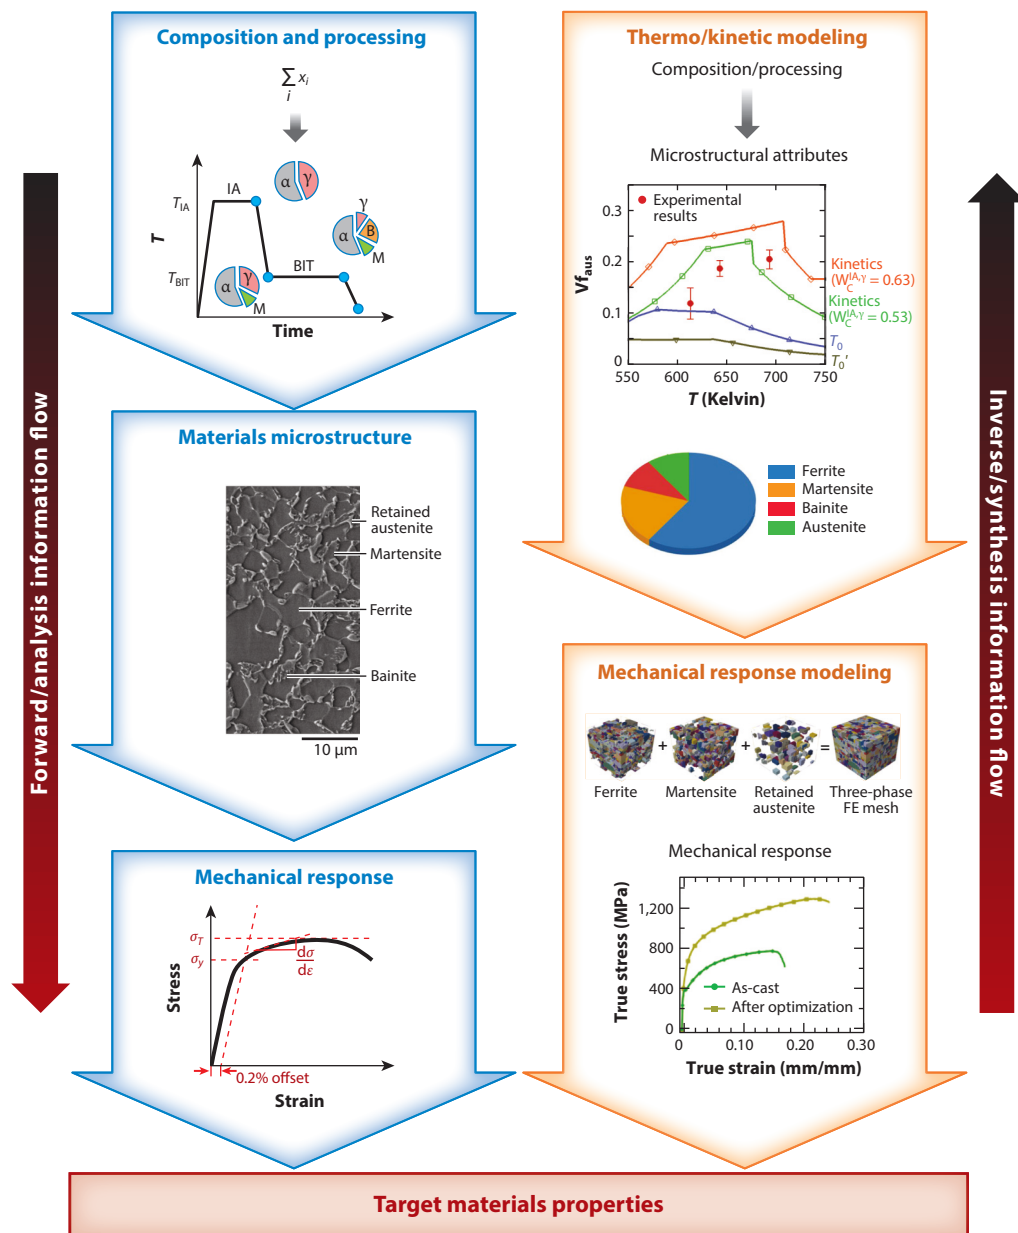 Composition and processing
∑ xᵢ
i
T
T_IA
T_BIT
IA
BIT
α γ
α γ M
γ
α B
M
Time
Materials microstructure
Retained
austenite
Martensite
Ferrite
Bainite
10 µm
Mechanical response
Stress
σ_T
σ_y
dσ
dε
0.2% offset
Strain
Forward/analysis information flow
Thermo/kinetic modeling
Composition/processing
Microstructural attributes
Vf_aus
0.3
0.2
0.1
0
550 600 650 700 750
T (Kelvin)
Experimental
results
Kinetics
(W_C^{IA,γ} = 0.63)
Kinetics
(W_C^{IA,γ} = 0.53)
T₀
T₀′
Ferrite
Martensite
Bainite
Austenite
Mechanical response modeling
+ + =
Ferrite
Martensite
Retained
austenite
Three-phase
FE mesh
Mechanical response
True stress (MPa)
1,200
800
400
0
As-cast
After optimization
0 0.10 0.20 0.30
True strain (mm/mm)
Inverse/synthesis information flow
Target materials properties